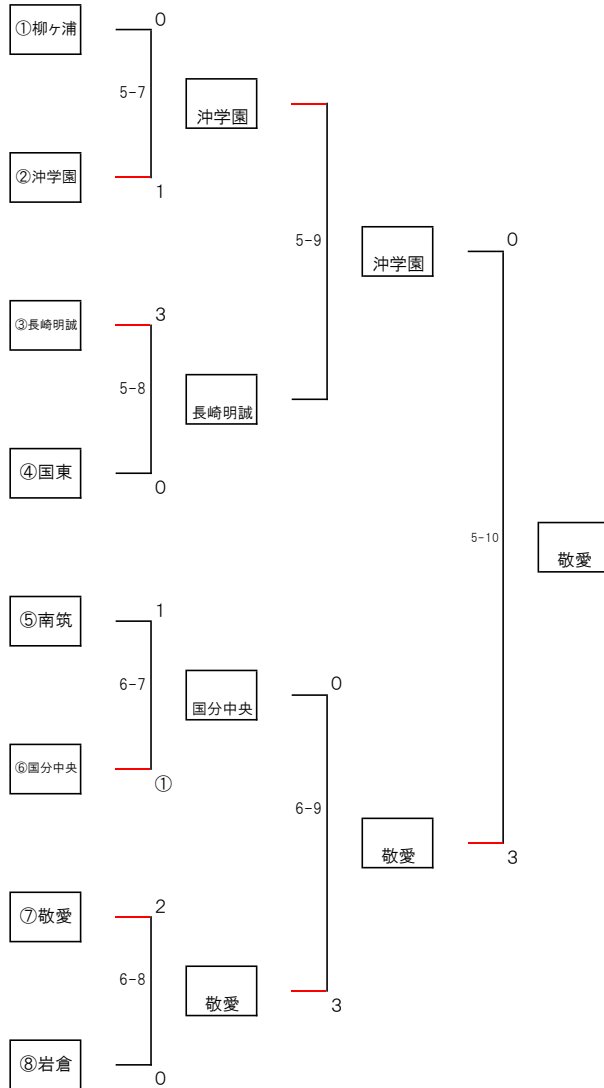 ①柳ヶ浦
0
5-7
沖学園
②沖学園
1
5-9
沖学園
0
③長崎明誠
3
5-8
長崎明誠
④国東
0
5-10
敬愛
⑤南筑
1
6-7
国分中央
0
⑥国分中央
①
6-9
敬愛
3
⑦敬愛
2
6-8
敬愛
3
⑧岩倉
0